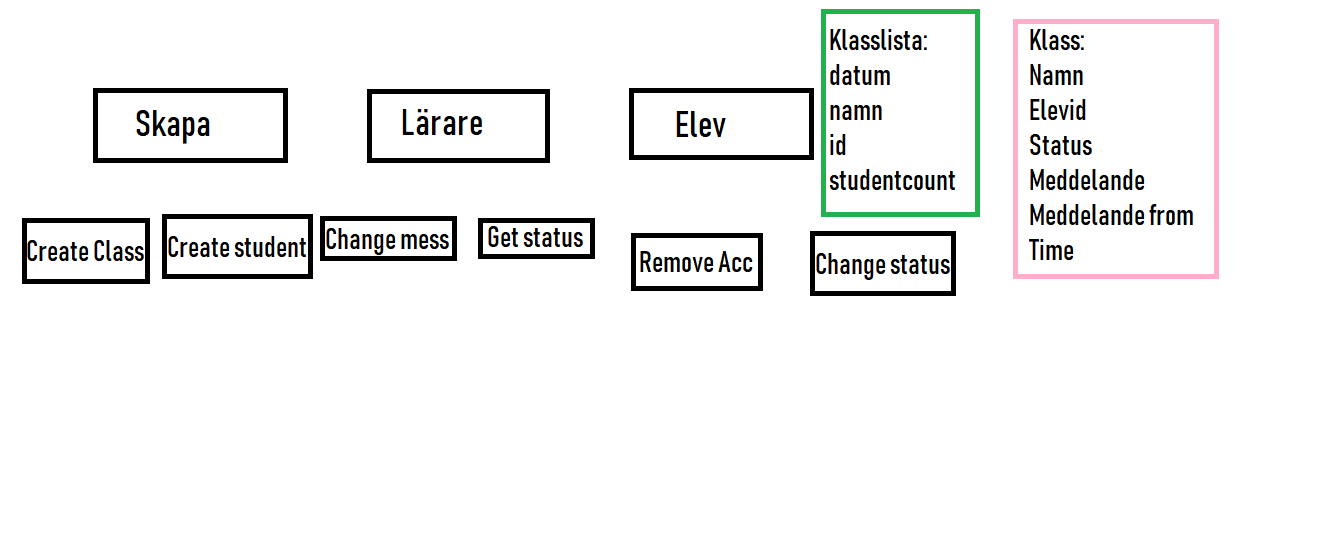 Skapa
Lärare
Elev
Klasslista:
datum
namn
id
studentcount
Klass:
Namn
Elevid
Status
Meddelande
Meddelande from
Time
Create Class
Create student
Change mess
Get status
Remove Acc
Change status